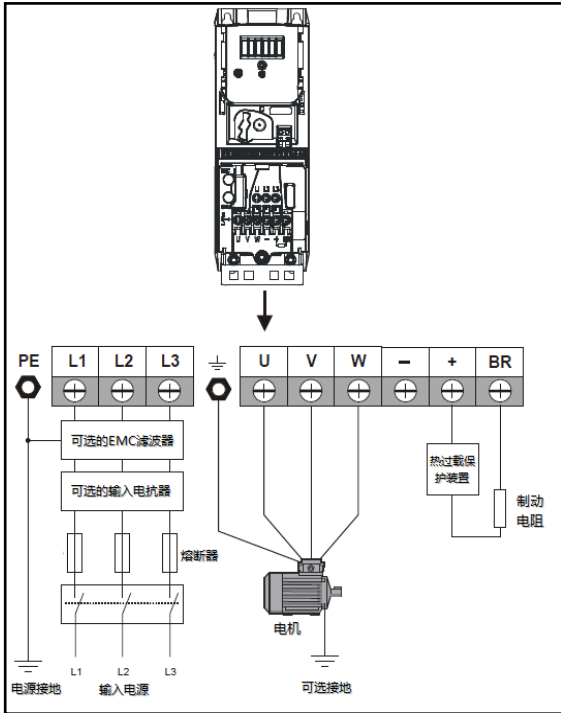 U V W - + BR
PE L1 L2 L3 ⏚ U V W - + BR
可选的EMC滤波器
可选的输入电抗器
热过载保
护装置
制动
电阻
熔断器
电机
L1 L2 L3
电源接地 输入电源 可选接地